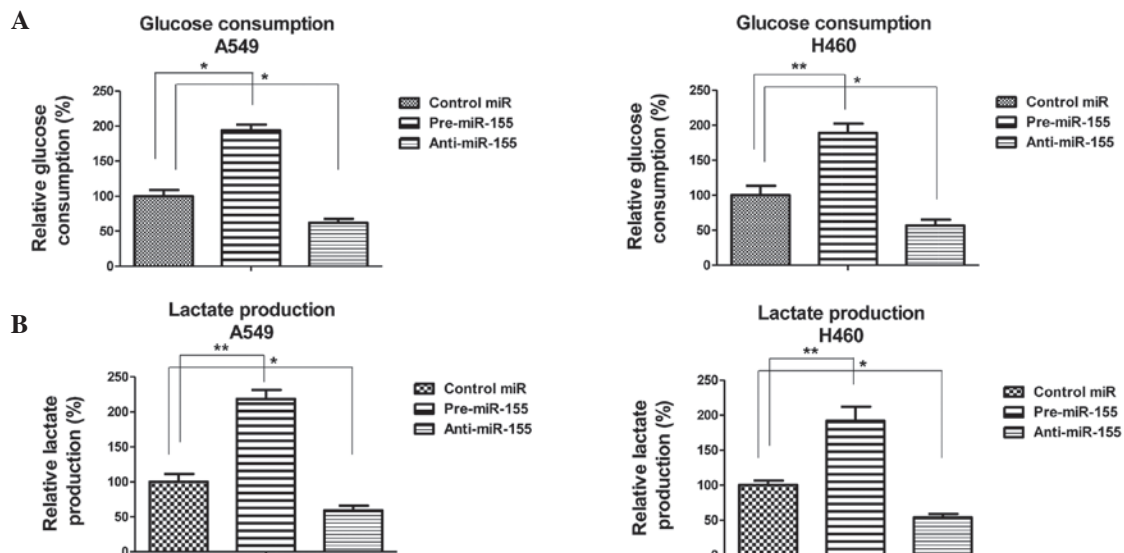 A
Glucose consumption
A549
*
*
Relative glucose
consumption (%)
250
200
150
100
50
0
Control miR
Pre-miR-155
Anti-miR-155
Glucose consumption
H460
**
*
Relative glucose
consumption (%)
250
200
150
100
50
0
Control miR
Pre-miR-155
Anti-miR-155
B
Lactate production
A549
**
*
Relative lactate
production (%)
250
200
150
100
50
0
Control miR
Pre-miR-155
Anti-miR-155
Lactate production
H460
**
*
Relative lactate
production (%)
250
200
150
100
50
0
Control miR
Pre-miR-155
Anti-miR-155